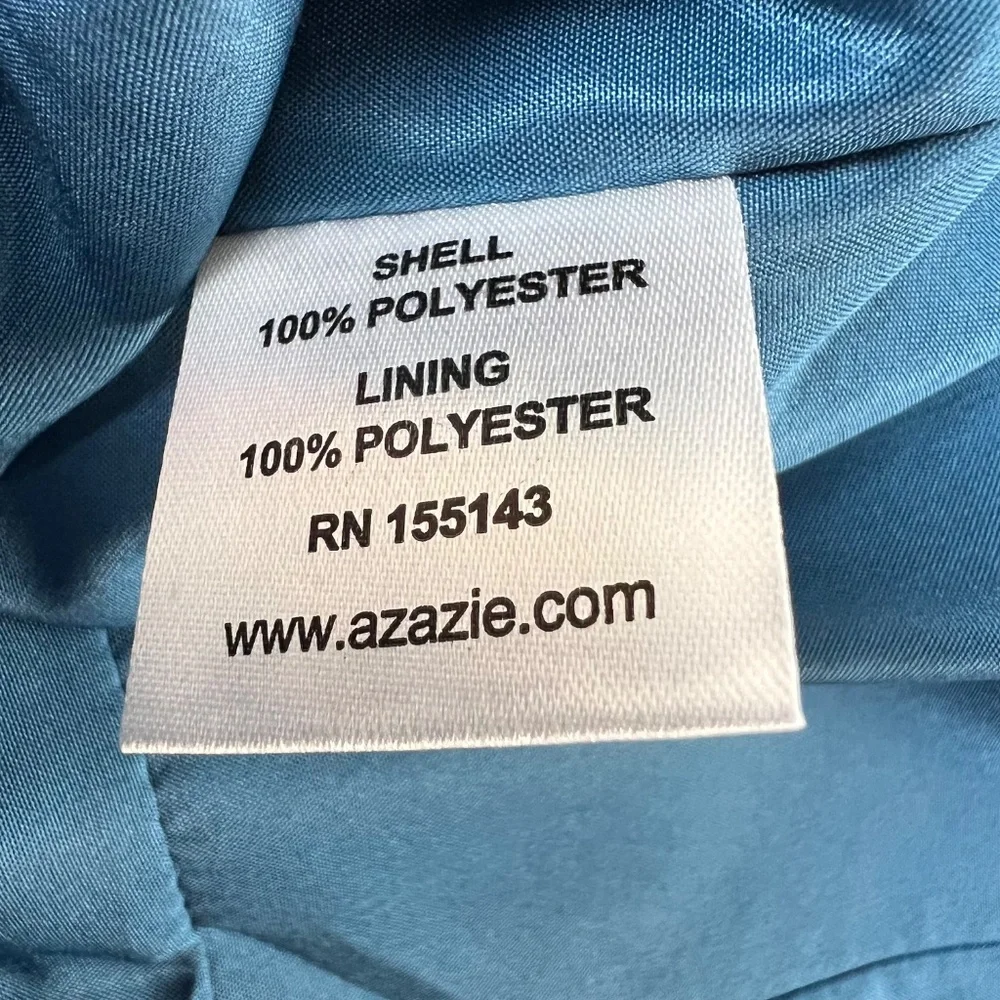 SHELL
100% POLYESTER
LINING
100% POLYESTER
RN 155143
www.azazie.com